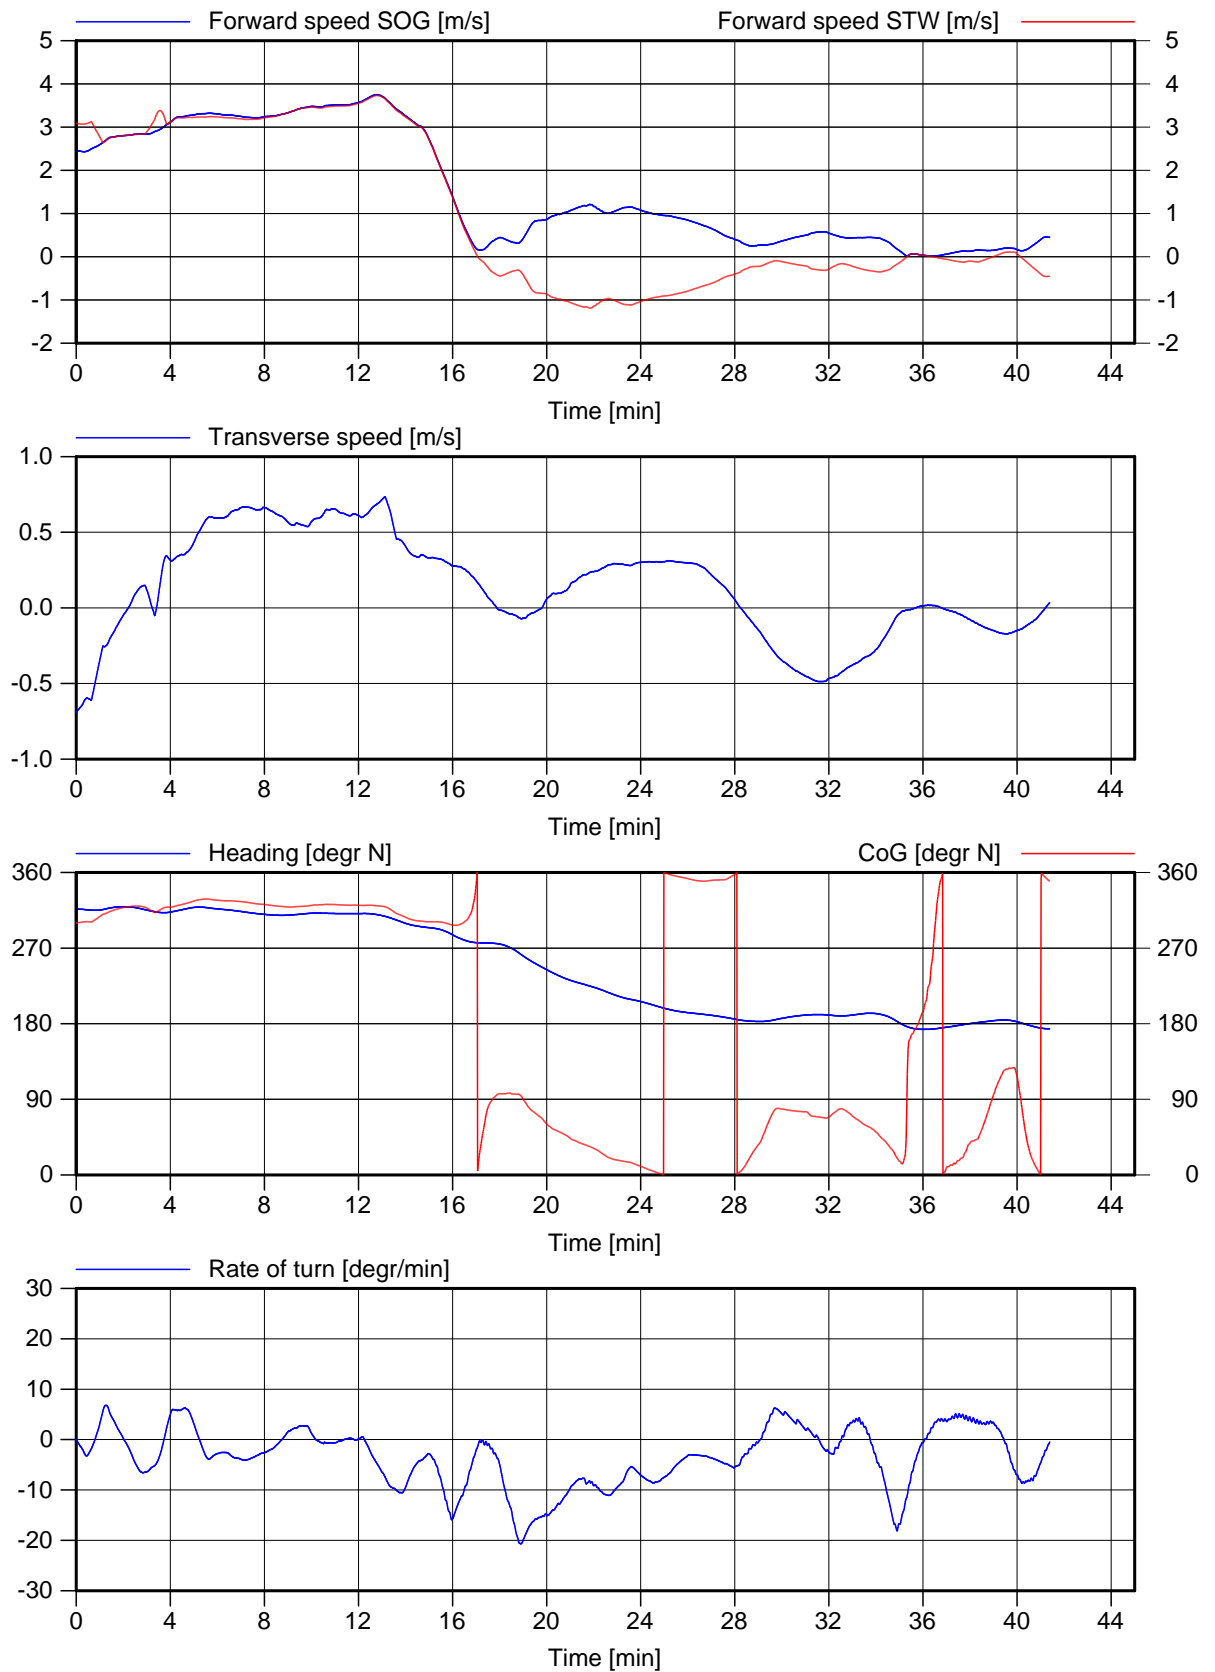 Forward speed SOG [m/s] Forward speed STW [m/s]
5 5
4 4
3 3
2 2
1 1
0 0
-1 -1
-2 -2
0 4 8 12 16 20 24 28 32 36 40 44
Time [min]
Transverse speed [m/s]
1.0
0.5
0.0
-0.5
-1.0
0 4 8 12 16 20 24 28 32 36 40 44
Time [min]
Heading [degr N] CoG [degr N]
360 360
270 270
180 180
90 90
0 0
0 4 8 12 16 20 24 28 32 36 40 44
Time [min]
Rate of turn [degr/min]
30
20
10
0
-10
-20
-30
0 4 8 12 16 20 24 28 32 36 40 44
Time [min]